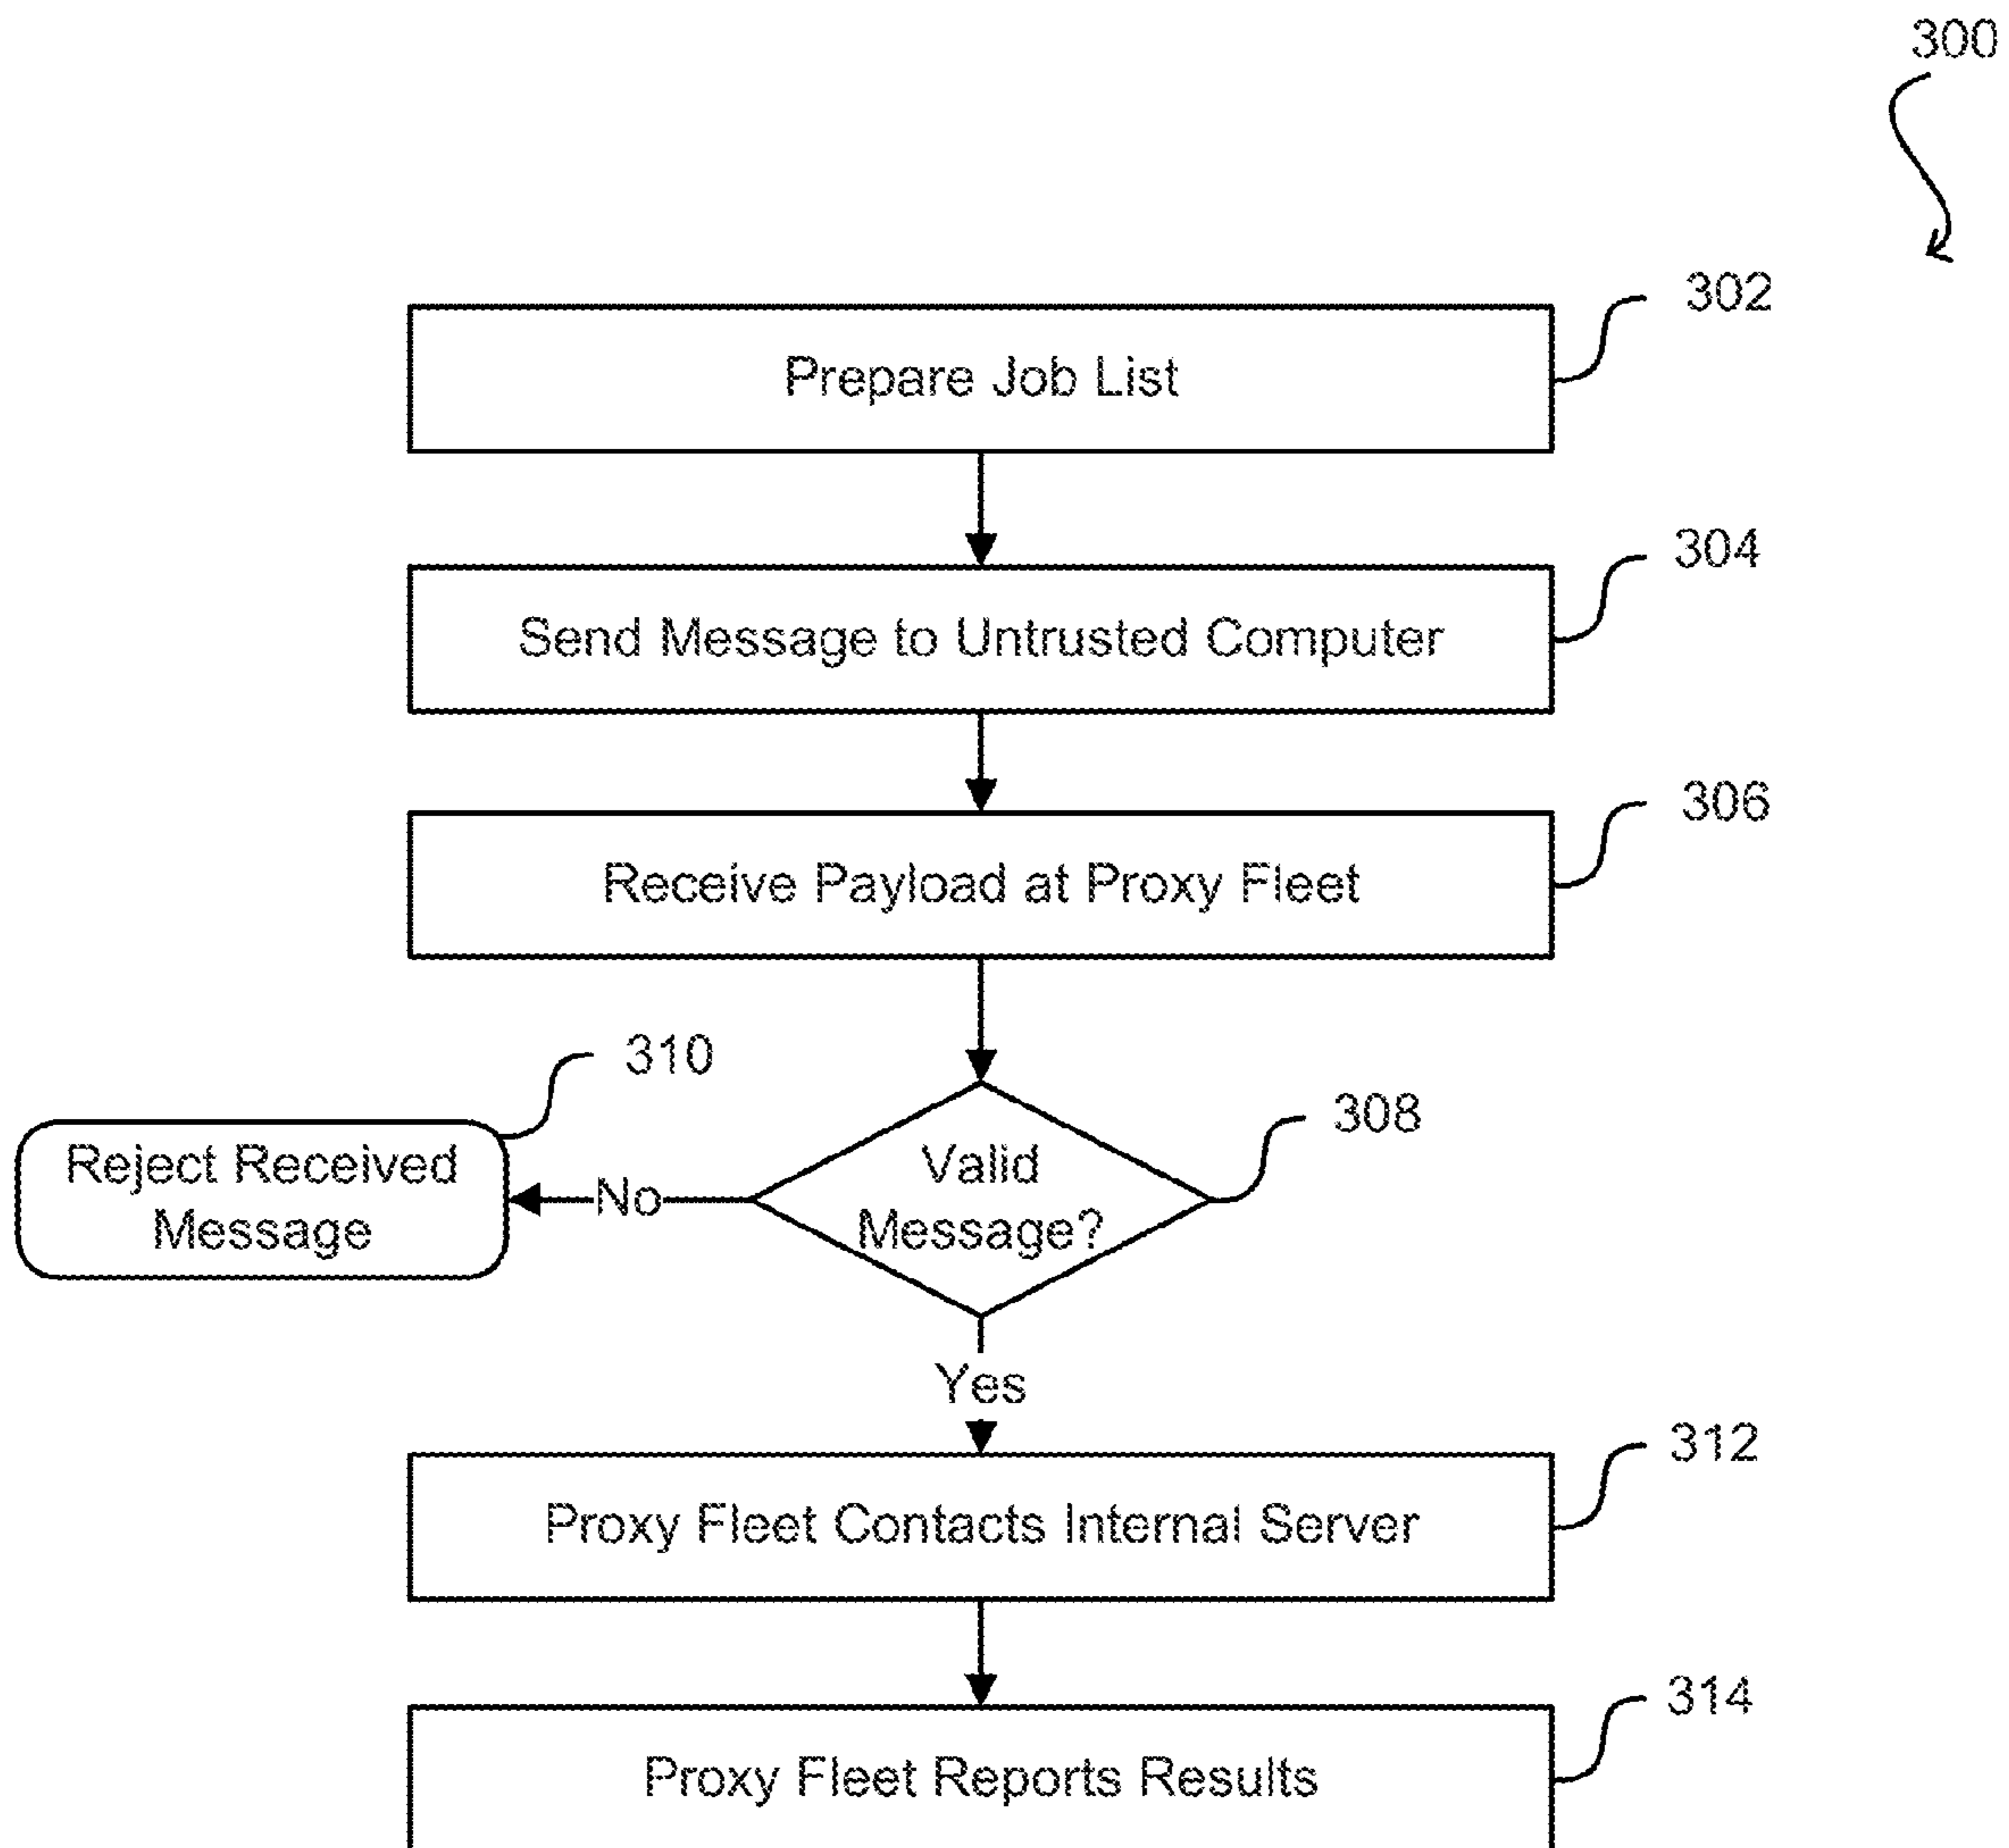 300
302
Prepare Job List
304
Send Message to Untrusted Computer
306
Receive Payload at Proxy Fleet
310
308
Reject Received
Message
No
Valid
Message?
Yes
312
Proxy Fleet Contacts Internal Server
314
Proxy Fleet Reports Results